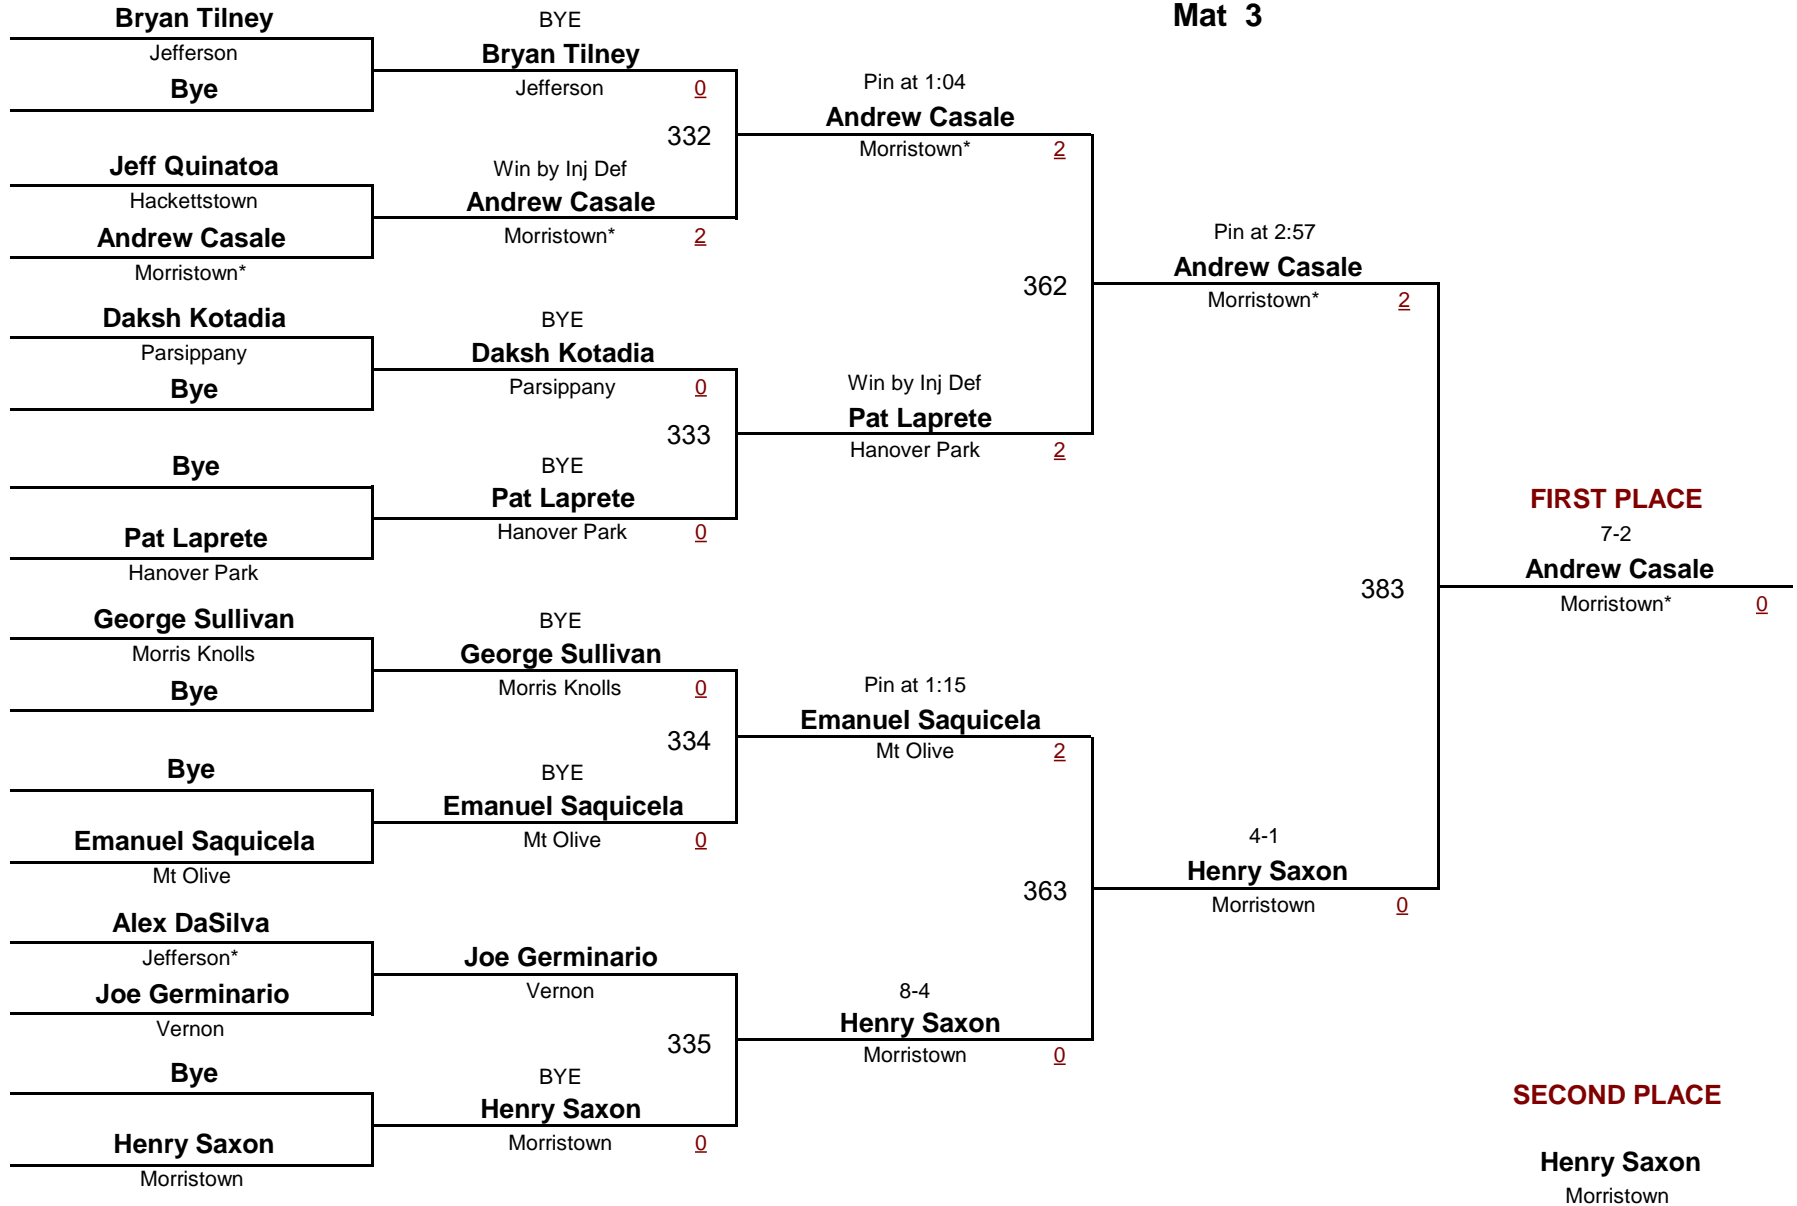 Mat 3
Bryan Tilney
Jefferson
Bye
Jeff Quinatoa
Hackettstown
Andrew Casale
Morristown*
Daksh Kotadia
Parsippany
Bye
Bye
Pat Laprete
Hanover Park
George Sullivan
Morris Knolls
Bye
Bye
Emanuel Saquicela
Mt Olive
Alex DaSilva
Jefferson*
Joe Germinario
Vernon
Bye
Henry Saxon
Morristown
BYE
Bryan Tilney
Jefferson 0
332
Win by Inj Def
Andrew Casale
Morristown* 2
BYE
Daksh Kotadia
Parsippany 0
333
BYE
Pat Laprete
Hanover Park 0
BYE
George Sullivan
Morris Knolls 0
334
BYE
Emanuel Saquicela
Mt Olive 0
Joe Germinario
Vernon
335
BYE
Henry Saxon
Morristown 0
Pin at 1:04
Andrew Casale
Morristown* 2
362
Win by Inj Def
Pat Laprete
Hanover Park 2
Pin at 1:15
Emanuel Saquicela
Mt Olive 2
363
8-4
Henry Saxon
Morristown 0
Pin at 2:57
Andrew Casale
Morristown* 2
383
4-1
Henry Saxon
Morristown 0
FIRST PLACE
7-2
Andrew Casale
Morristown* 0
SECOND PLACE
Henry Saxon
Morristown